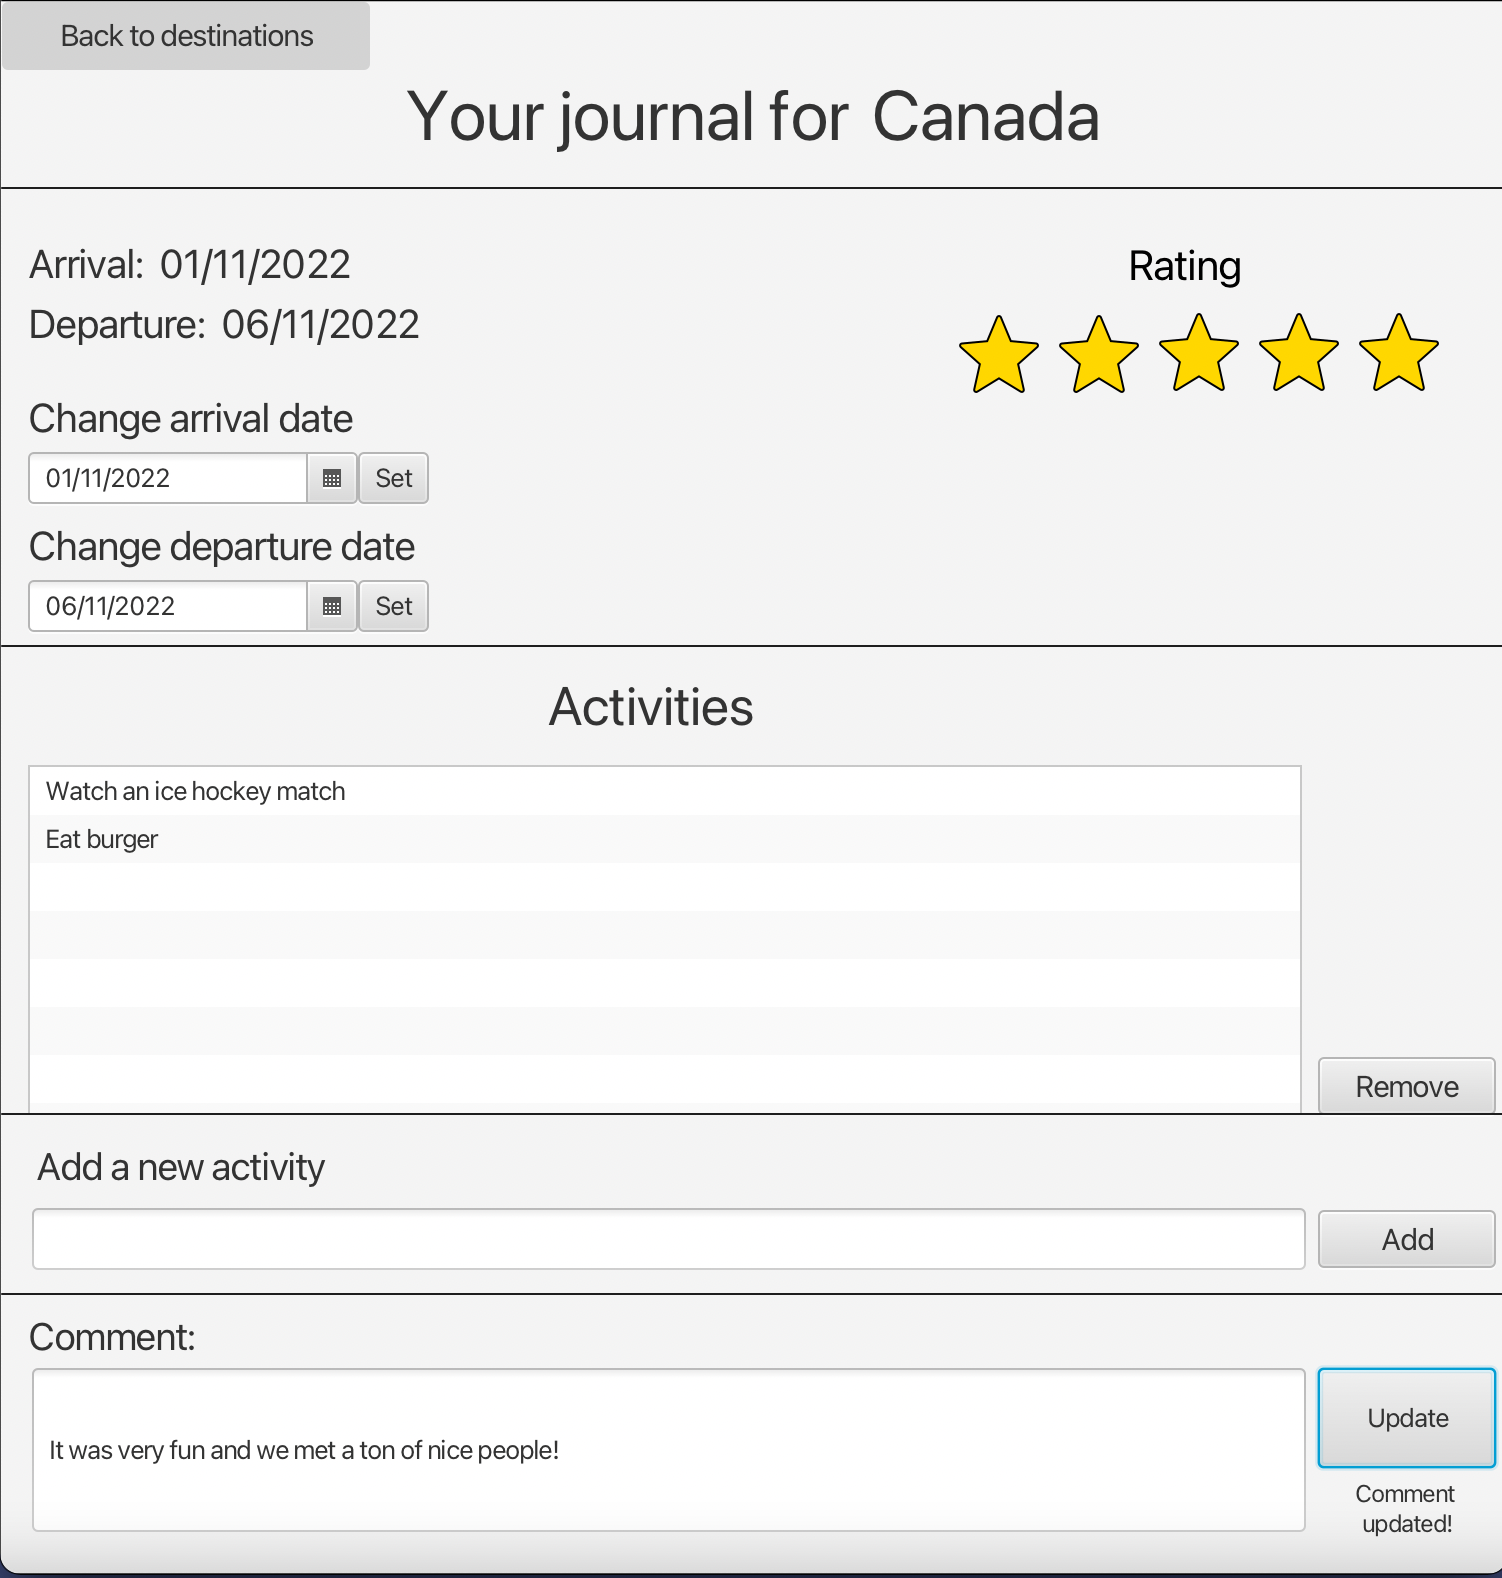 Back to destinations
Your journal for Canada
Arrival: 01/11/2022
Departure: 06/11/2022
Rating
Change arrival date
01/11/2022 Set
Change departure date
06/11/2022 Set
Activities
Watch an ice hockey match
Eat burger
Remove
Add a new activity
Add
Comment:
It was very fun and we met a ton of nice people!
Update
Comment
updated!